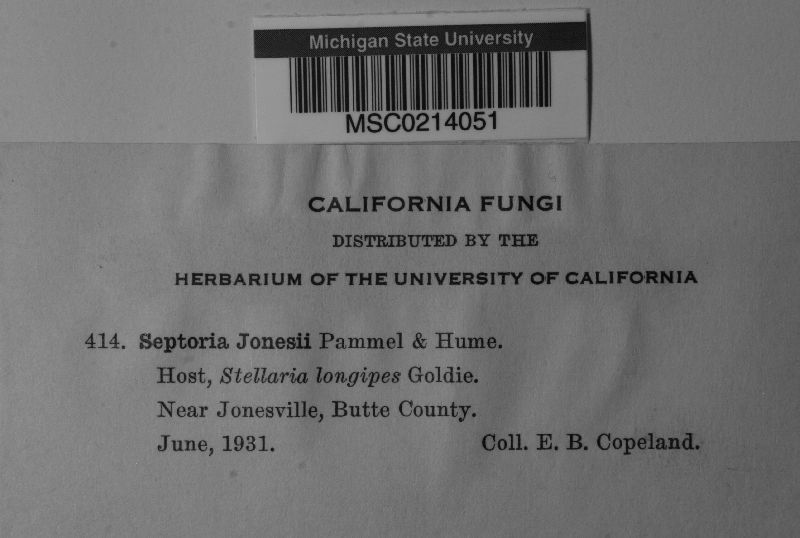 Michigan State University
MSC0214051
CALIFORNIA FUNGI
DISTRIBUTED BY THE
HERBARIUM OF THE UNIVERSITY OF CALIFORNIA
414. Septoria Jonesii Pammel & Hume.
Host, Stellaria longipes Goldie.
Near Jonesville, Butte County.
June, 1931. Coll. E. B. Copeland.